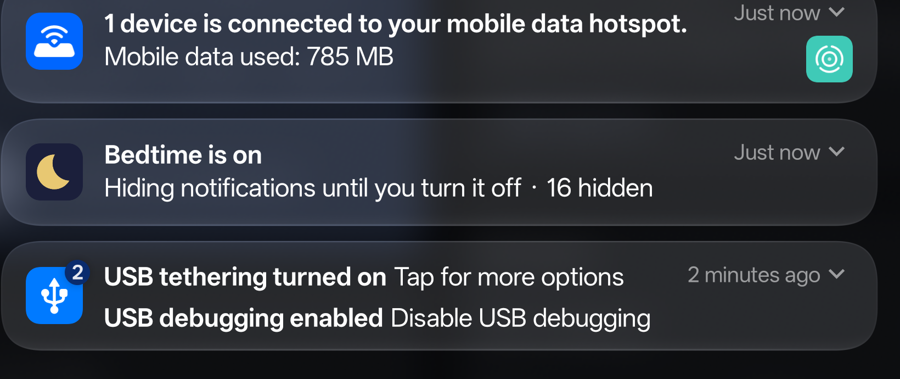 1 device is connected to your mobile data hotspot.
Just now
Mobile data used: 785 MB
Bedtime is on
Just now
Hiding notifications until you turn it off · 16 hidden
2
USB tethering turned on Tap for more options
2 minutes ago
USB debugging enabled Disable USB debugging